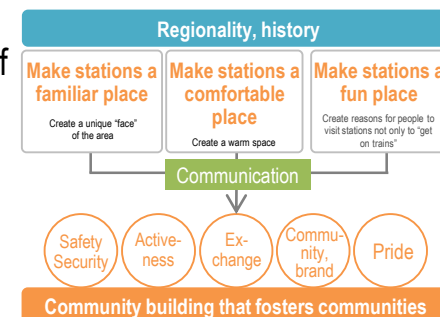 Regionality, history
f
Make stations a
familiar place
Create a unique "face"
of the area
Make stations a
comfortable
place
Create a warm space
Make stations a
fun place
Create reasons for people to
visit stations not only to "get
on trains"
Communication
Safety
Security
Active-
ness
Ex-
change
Commu-
nity,
brand
Pride
Community building that fosters communities